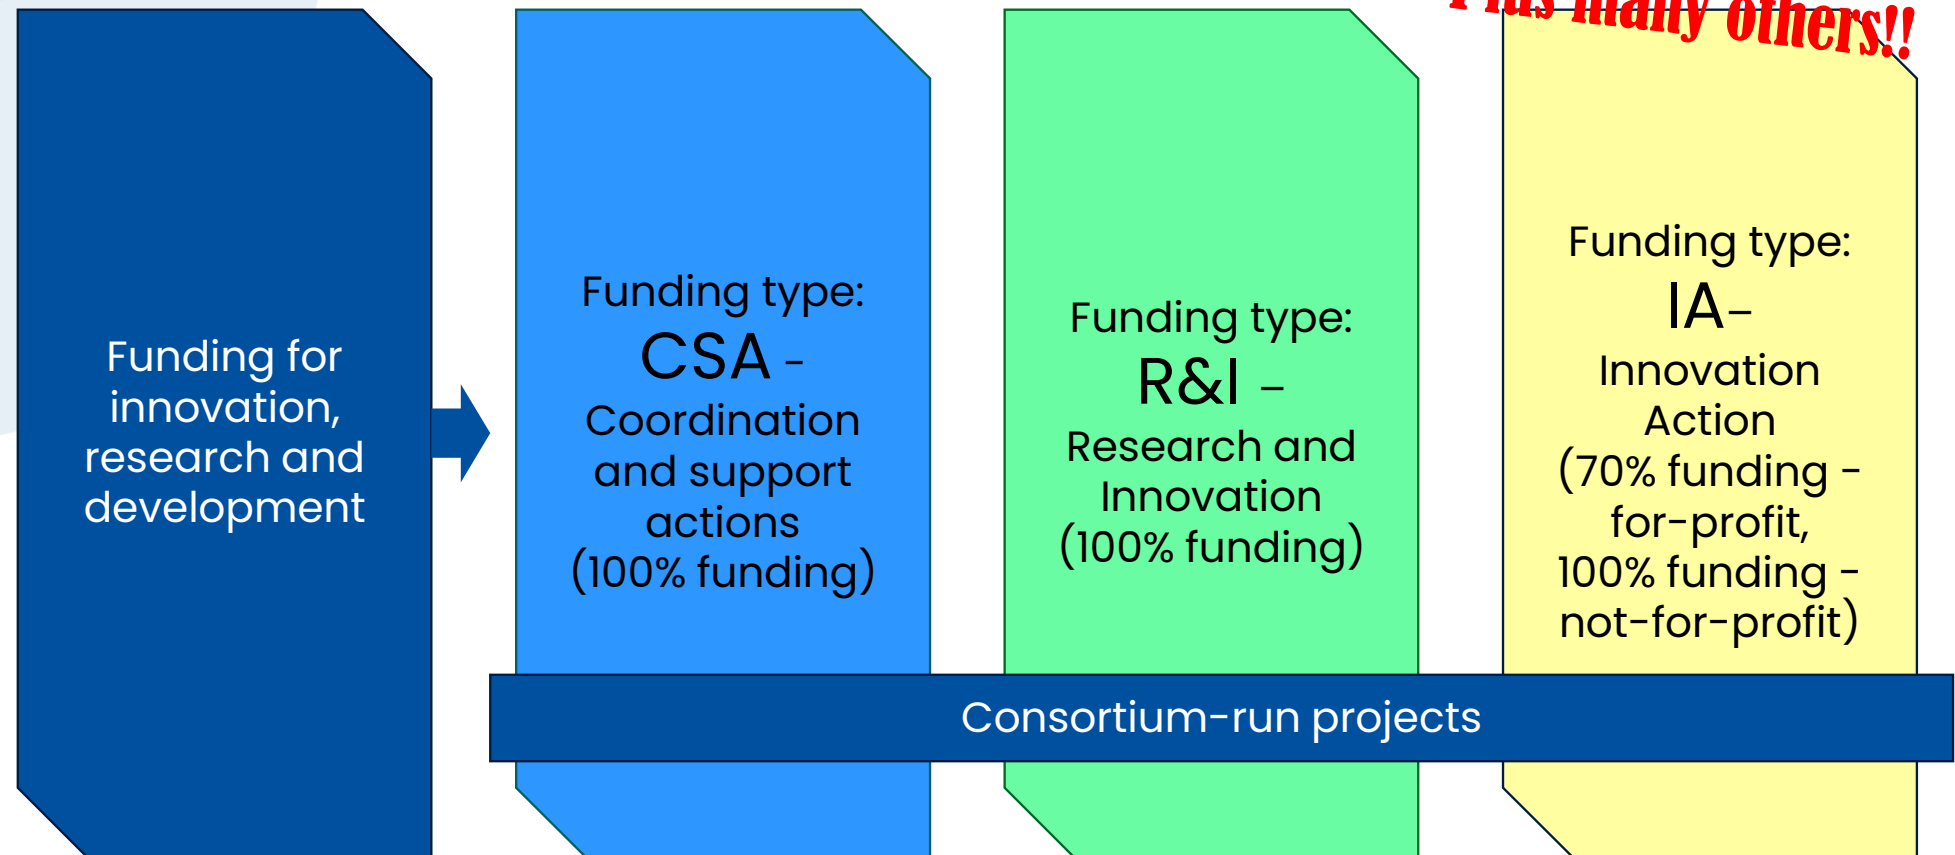 Plus many others!!
Funding for
innovation,
research and
development
Funding type:
CSA -
Coordination
and support
actions
(100% funding)
Funding type:
R&I –
Research and
Innovation
(100% funding)
Funding type:
IA–
Innovation
Action
(70% funding -
for-profit,
100% funding -
not-for-profit)
Consortium-run projects